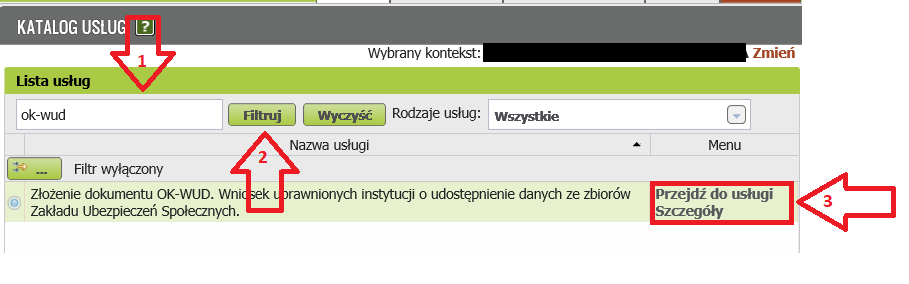 KATALOG USŁUG ?
1
Wybrany kontekst: Zmień
Lista usług
ok-wud Filtruj Wyczyść Rodzaje usług: Wszystkie
2
Nazwa usługi Menu
... Filtr wyłączony
Złożenie dokumentu OK-WUD. Wniosek uprawnionych instytucji o udostępnienie danych ze zbiorów
Zakładu Ubezpieczeń Społecznych.
Przejdź do usługi
Szczegóły
3